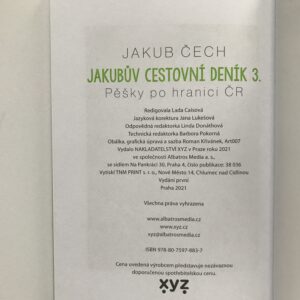 JAKUB ČECH
JAKUBŮV CESTOVNÍ DENÍK 3.
Pěšky po hranici ČR
Redigovala Lada Caisová
Jazyková korektura Jana Lukešová
Odpovědná redaktorka Linda Donáthová
Technická redaktorka Barbora Pokorná
Obálka, grafická úprava a sazba Roman Křivánek, Art007
Vydalo NAKLADATELSTVÍ XYZ v Praze roku 2021
ve společnosti Albatros Media a. s.,
se sídlem Na Pankráci 30, Praha 4, číslo publikace: 38 036
Vytiskl TNM PRINT s. r. o., Nové Město 14, Chlumec nad Cidlinou
Vydání první
Praha 2021
Všechna práva vyhrazena
www.albatrosmedia.cz
www.xyz.cz
xyz@albatrosmedia.cz
ISBN 978-80-7597-883-7
Cena uvedená výrobcem představuje nezávaznou
doporučenou spotřebitelskou cenu.
xyz